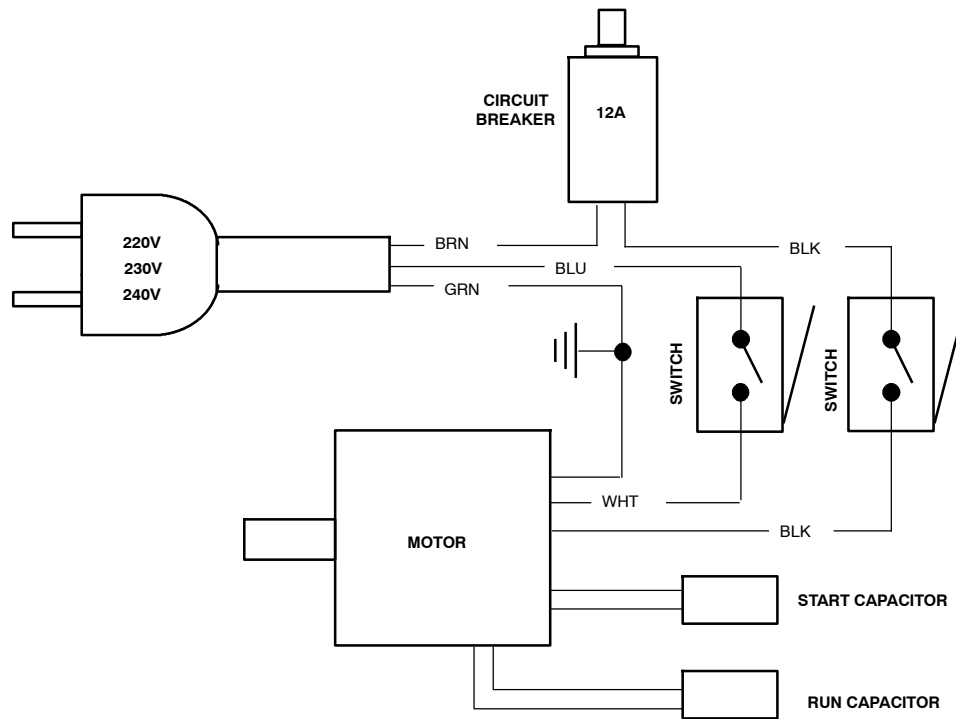 CIRCUIT
BREAKER
12A
220V
230V
240V
BRN
BLU
GRN
BLK
SWITCH
SWITCH
WHT
BLK
MOTOR
START CAPACITOR
RUN CAPACITOR